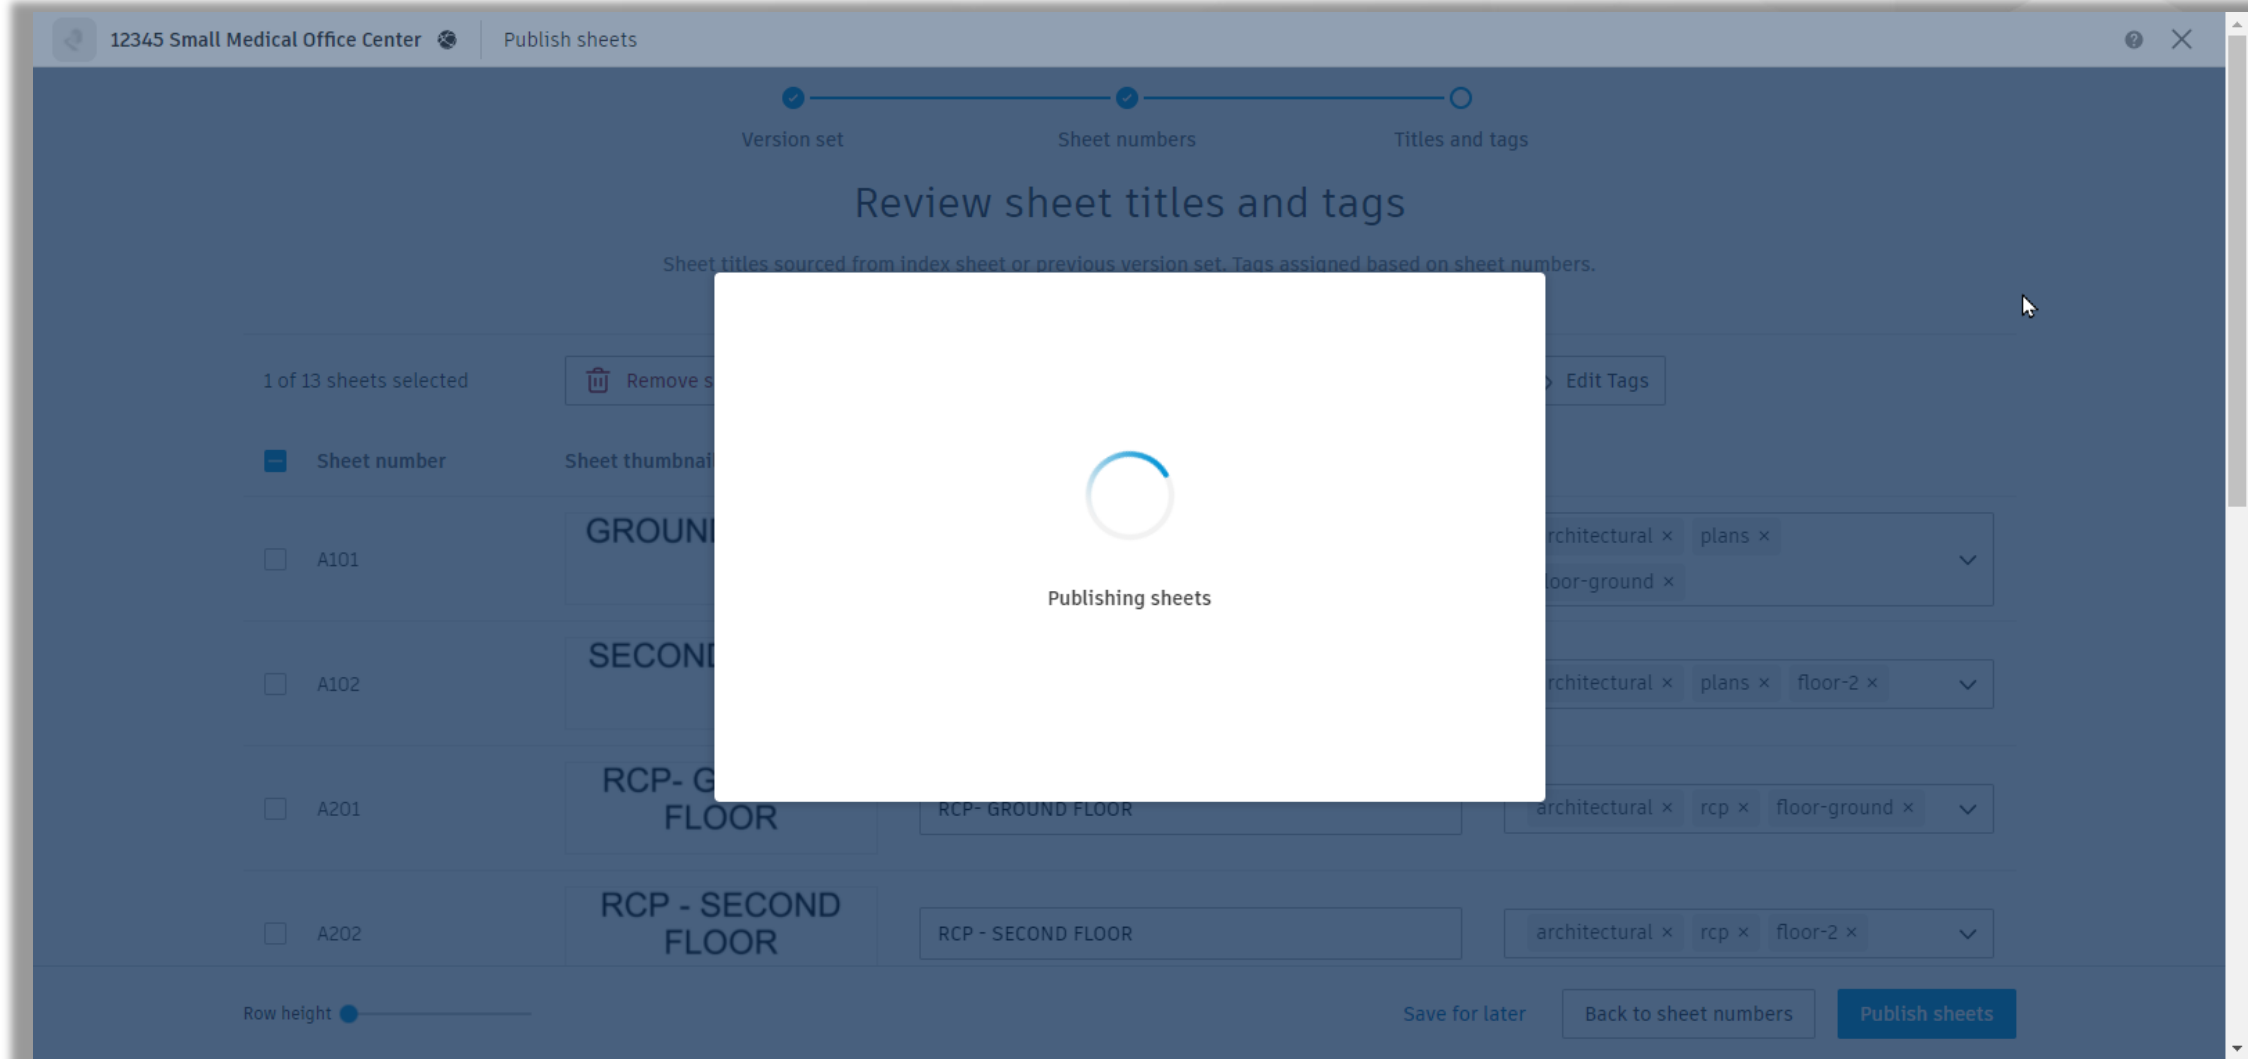 12345 Small Medical Office Center Publish sheets
Version set Sheet numbers Titles and tags
Review sheet titles and tags
Sheet titles sourced from index sheet or previous version set. Tags assigned based on sheet numbers.
1 of 13 sheets selected Remove s Edit Tags
Sheet number Sheet thumbnai
A101 GROUN rchitectural × plans ×
loor-ground ×
Publishing sheets
A102 SECON rchitectural × plans × floor-2 ×
A201 RCP- G
FLOOR RCP- GROUND FLOOR architectural × rcp × floor-ground ×
A202 RCP - SECOND
FLOOR RCP - SECOND FLOOR architectural × rcp × floor-2 ×
Row height Save for later Back to sheet numbers Publish sheets